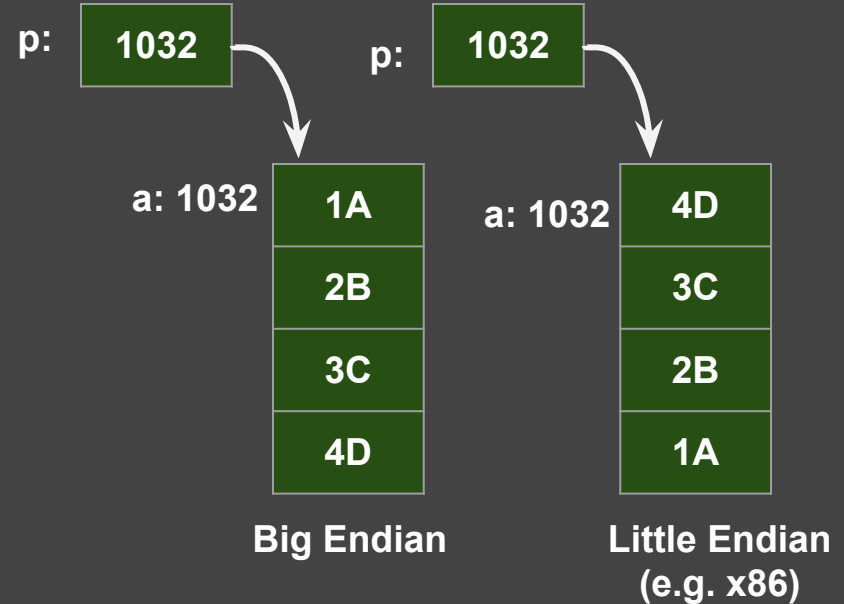 p: 1032
p: 1032
a: 1032
1A
2B
3C
4D
Big Endian
a: 1032
4D
3C
2B
1A
Little Endian
(e.g. x86)